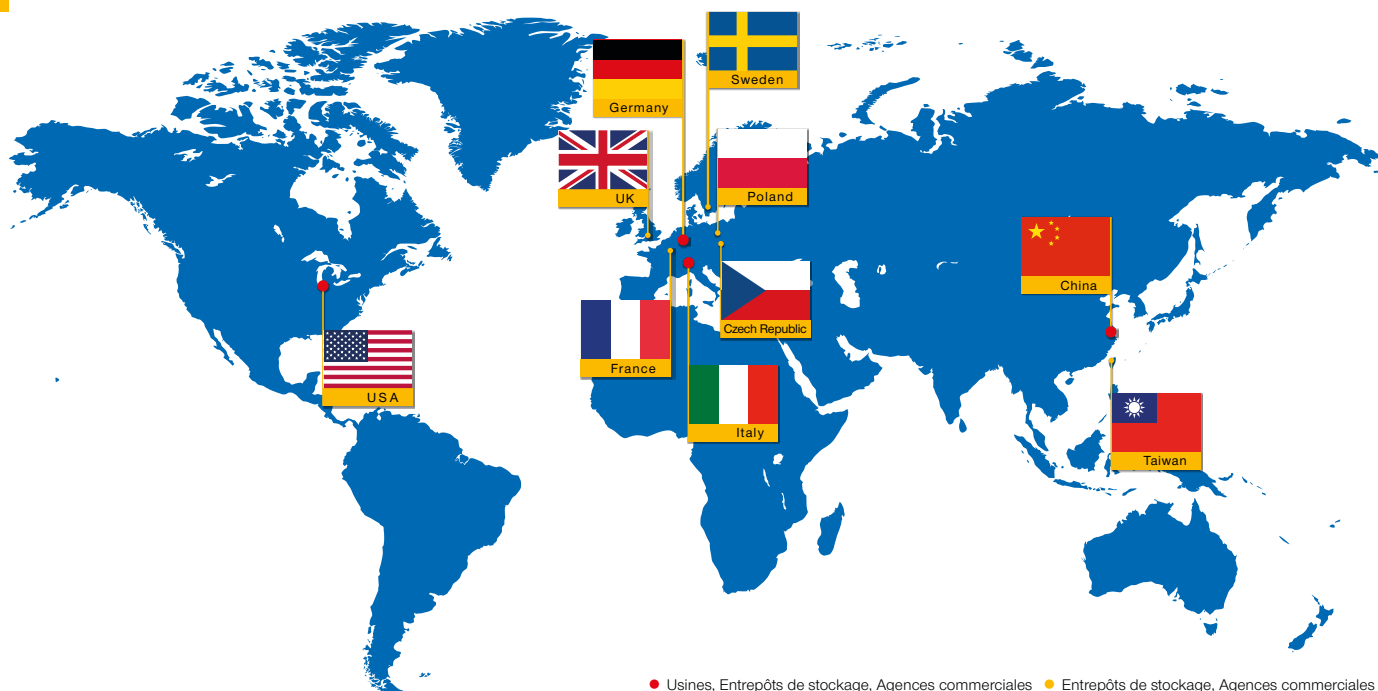 Sweden
Germany
UK
Poland
China
Czech Republic
France
USA
Italy
Taiwan
Usines, Entrepôts de stockage, Agences commerciales Entrepôts de stockage, Agences commerciales